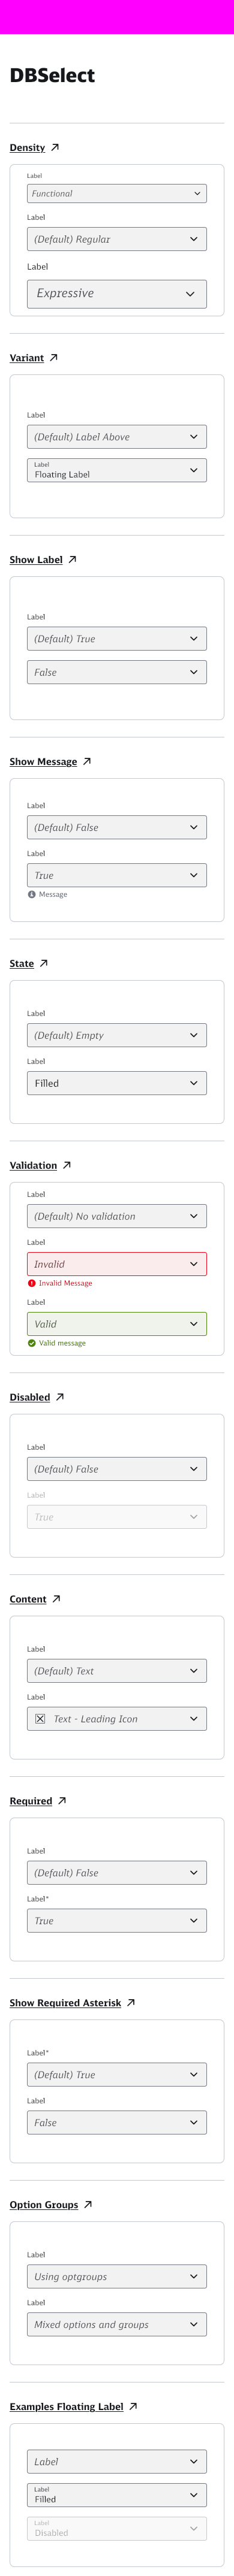 DBSelect
Density
Label
Functional
Label
(Default) Regular
Label
Expressive
Variant
Label
(Default) Label Above
Label
Floating Label
Show Label
Label
(Default) True
False
Show Message
Label
(Default) False
Label
True
Message
State
Label
(Default) Empty
Label
Filled
Validation
Label
(Default) No validation
Label
Invalid
Invalid Message
Label
Valid
Valid message
Disabled
Label
(Default) False
Label
True
Content
Label
(Default) Text
Label
Text - Leading Icon
Required
Label
(Default) False
Label*
True
Show Required Asterisk
Label*
(Default) True
Label
False
Option Groups
Label
Using optgroups
Label
Mixed options and groups
Examples Floating Label
Label
Label
Filled
Label
Disabled